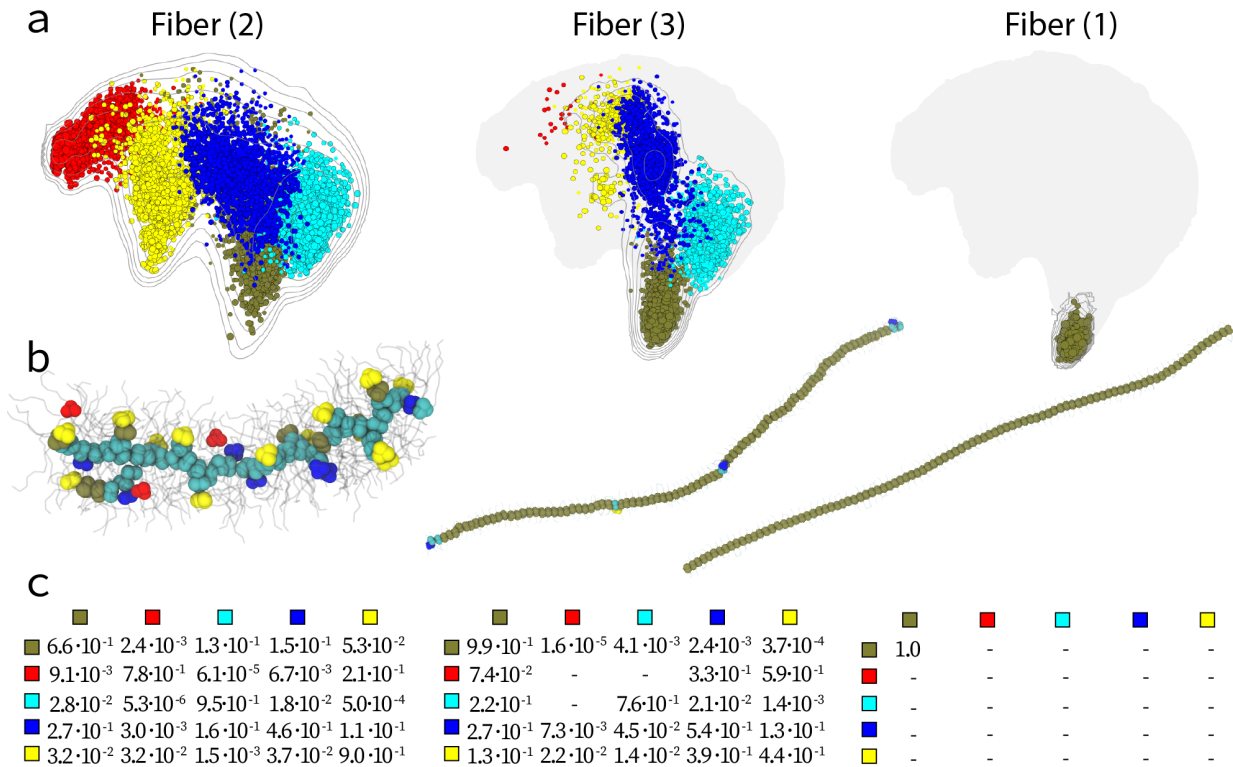 a
Fiber (2) Fiber (3) Fiber (1)
b
c
6.6·10⁻¹ 2.4·10⁻³ 1.3·10⁻¹ 1.5·10⁻¹ 5.3·10⁻² 9.9·10⁻¹ 1.6·10⁻⁵ 4.1·10⁻³ 2.4·10⁻³ 3.7·10⁻⁴ 1.0 - - - -
9.1·10⁻³ 7.8·10⁻¹ 6.1·10⁻⁵ 6.7·10⁻³ 2.1·10⁻¹ 7.4·10⁻² - - 3.3·10⁻¹ 5.9·10⁻¹ - - - - -
2.8·10⁻² 5.3·10⁻⁶ 9.5·10⁻¹ 1.8·10⁻² 5.0·10⁻⁴ 2.2·10⁻¹ - 7.6·10⁻¹ 2.1·10⁻² 1.4·10⁻³ - - - - -
2.7·10⁻¹ 3.0·10⁻³ 1.6·10⁻¹ 4.6·10⁻¹ 1.1·10⁻¹ 2.7·10⁻¹ 7.3·10⁻³ 4.5·10⁻² 5.4·10⁻¹ 1.3·10⁻¹ - - - - -
3.2·10⁻² 3.2·10⁻² 1.5·10⁻³ 3.7·10⁻² 9.0·10⁻¹ 1.3·10⁻¹ 2.2·10⁻² 1.4·10⁻² 3.9·10⁻¹ 4.4·10⁻¹ - - - - -